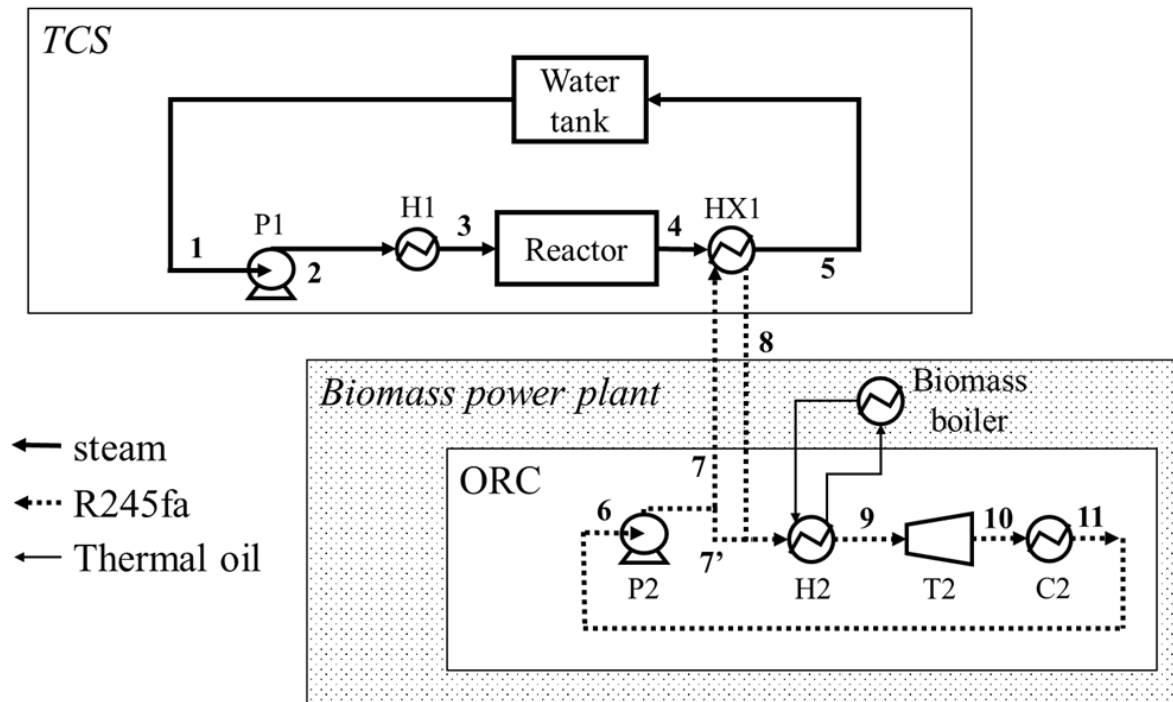 TCS
Water
tank
P1
H1
3
Reactor
4
HX1
1
2
5
8
Biomass power plant
Biomass
boiler
steam
R245fa
Thermal oil
7
ORC
6
7’
9
10
11
P2
H2
T2
C2